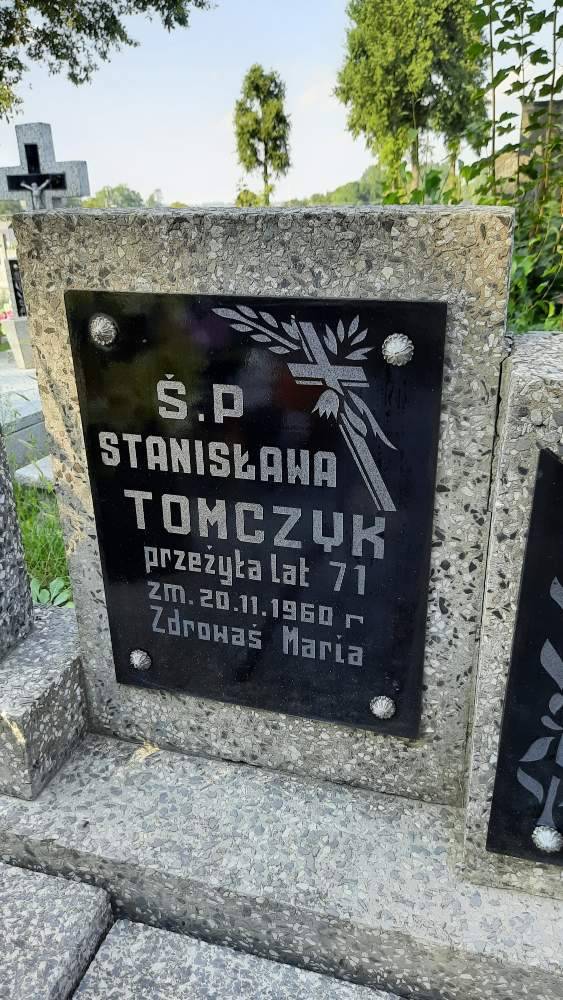 Ś.P
STANISŁAWA
TOMCZYK
przeżyła lat 71
zm. 20.11.1960 r
Zdrowaś Maria